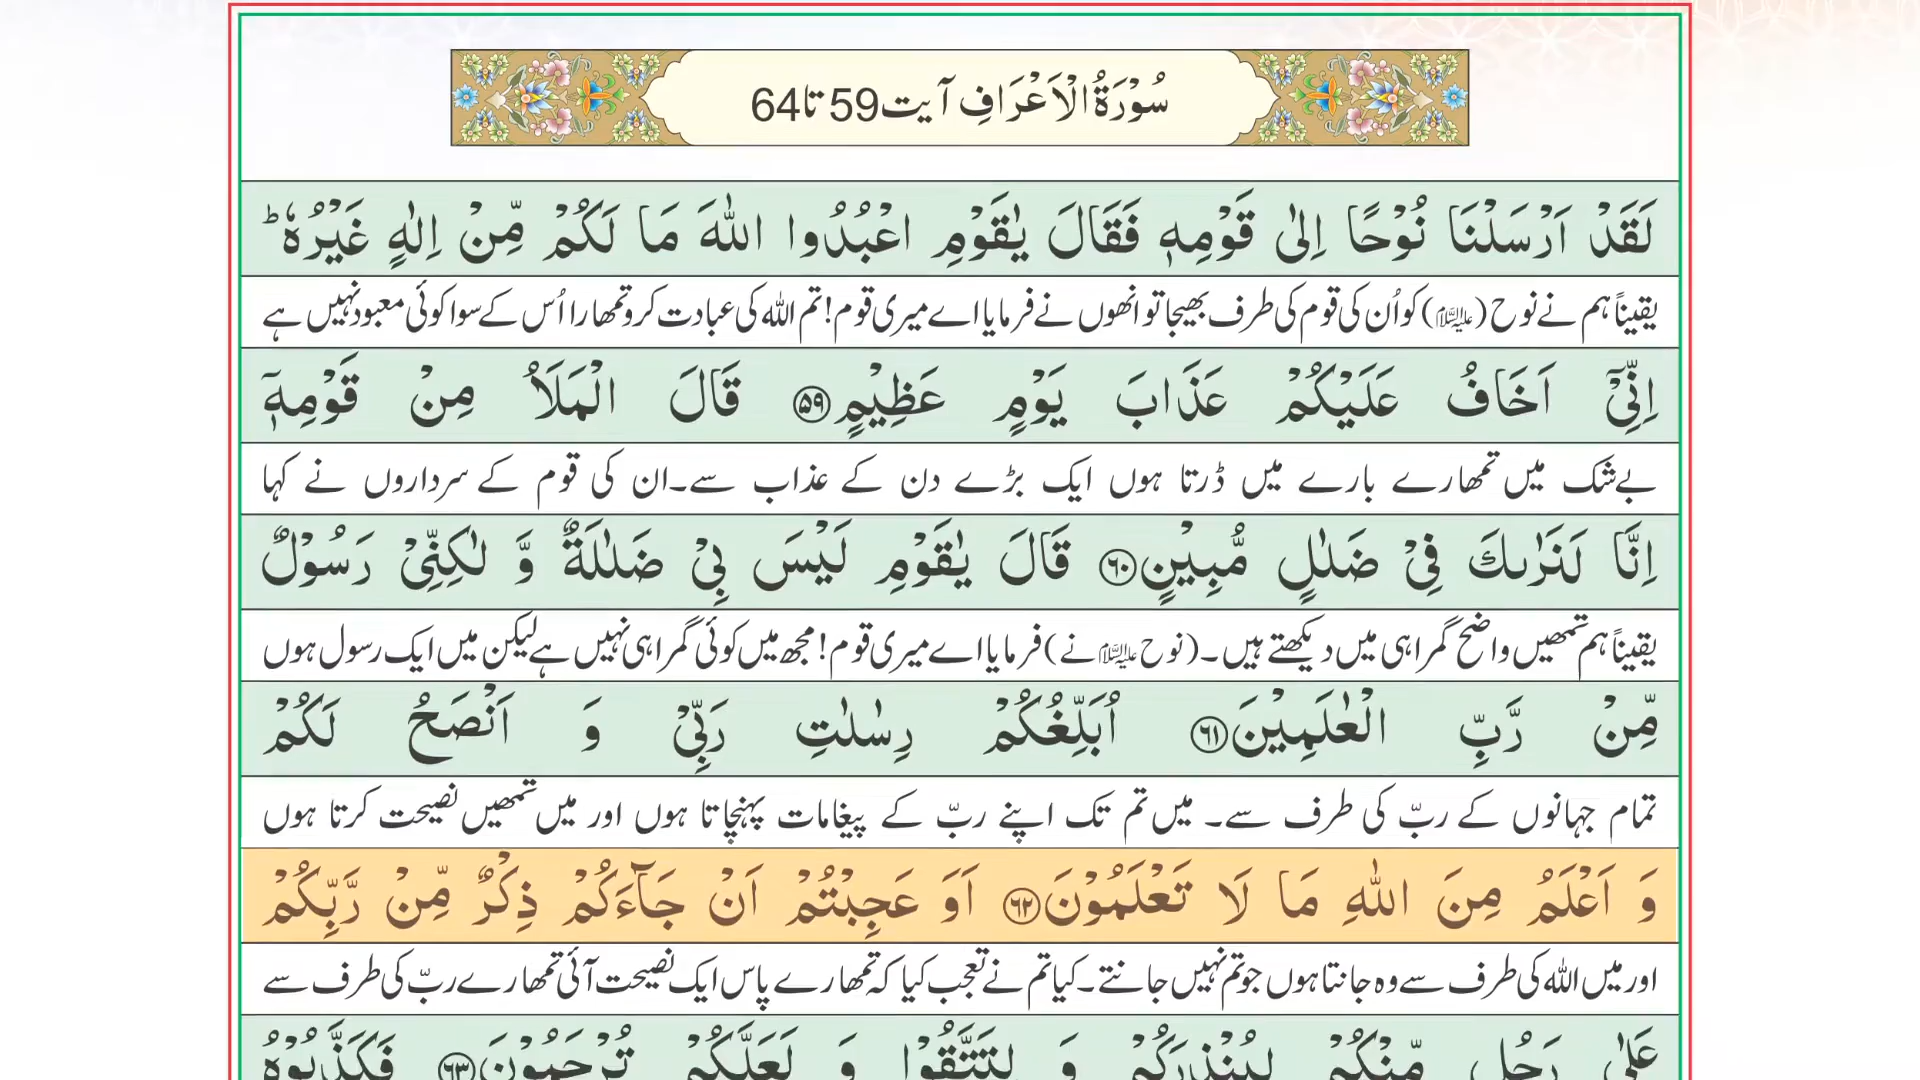 سُوْرَةُ الْاَعْرَافِ آیت 59 تا 64
لَقَدْ اَرْسَلْنَا نُوْحًا اِلٰى قَوْمِهٖ فَقَالَ يٰقَوْمِ اعْبُدُوا اللّٰهَ مَا لَكُمْ مِّنْ اِلٰهٍ غَيْرُهٗ ؕ
یقیناً ہم نے نوح (علیہ السلام) کو اُن کی قوم کی طرف بھیجا تو انھوں نے فرمایا اے میری قوم! تم اللہ کی عبادت کرو تمھارا اُس کے سوا کوئی معبود نہیں ہے
اِنِّيْۤ اَخَافُ عَلَيْكُمْ عَذَابَ يَوْمٍ عَظِيْمٍ ﴿۵۹﴾ قَالَ الْمَلَاُ مِنْ قَوْمِهٖۤ
بے شک میں تمھارے بارے میں ڈرتا ہوں ایک بڑے دن کے عذاب سے۔ ان کی قوم کے سرداروں نے کہا
اِنَّا لَنَرٰىكَ فِيْ ضَلٰلٍ مُّبِيْنٍ ﴿۶۰﴾ قَالَ يٰقَوْمِ لَيْسَ بِيْ ضَلٰلَةٌ وَّ لٰكِنِّيْ رَسُوْلٌ
یقیناً ہم تمھیں واضح گمراہی میں دیکھتے ہیں۔ (نوح علیہ السلام نے) فرمایا اے میری قوم! مجھ میں کوئی گمراہی نہیں ہے لیکن میں ایک رسول ہوں
مِّنْ رَّبِّ الْعٰلَمِيْنَ ﴿۶۱﴾ اُبَلِّغُكُمْ رِسٰلٰتِ رَبِّيْ وَ اَنْصَحُ لَكُمْ
تمام جہانوں کے ربّ کی طرف سے۔ میں تم تک اپنے ربّ کے پیغامات پہنچاتا ہوں اور میں تمھیں نصیحت کرتا ہوں
وَ اَعْلَمُ مِنَ اللّٰهِ مَا لَا تَعْلَمُوْنَ ﴿۶۲﴾ اَوَ عَجِبْتُمْ اَنْ جَآءَكُمْ ذِكْرٌ مِّنْ رَّبِّكُمْ
اور میں اللہ کی طرف سے وہ جانتا ہوں جو تم نہیں جانتے۔ کیا تم نے تعجب کیا کہ تمھارے پاس ایک نصیحت آئی تمھارے ربّ کی طرف سے
عَلٰى رَجُلٍ مِّنْكُمْ لِيُنْذِرَكُمْ وَ لِتَتَّقُوْا وَ لَعَلَّكُمْ تُرْحَمُوْنَ ﴿۶۳﴾ فَكَذَّبُوْهُ